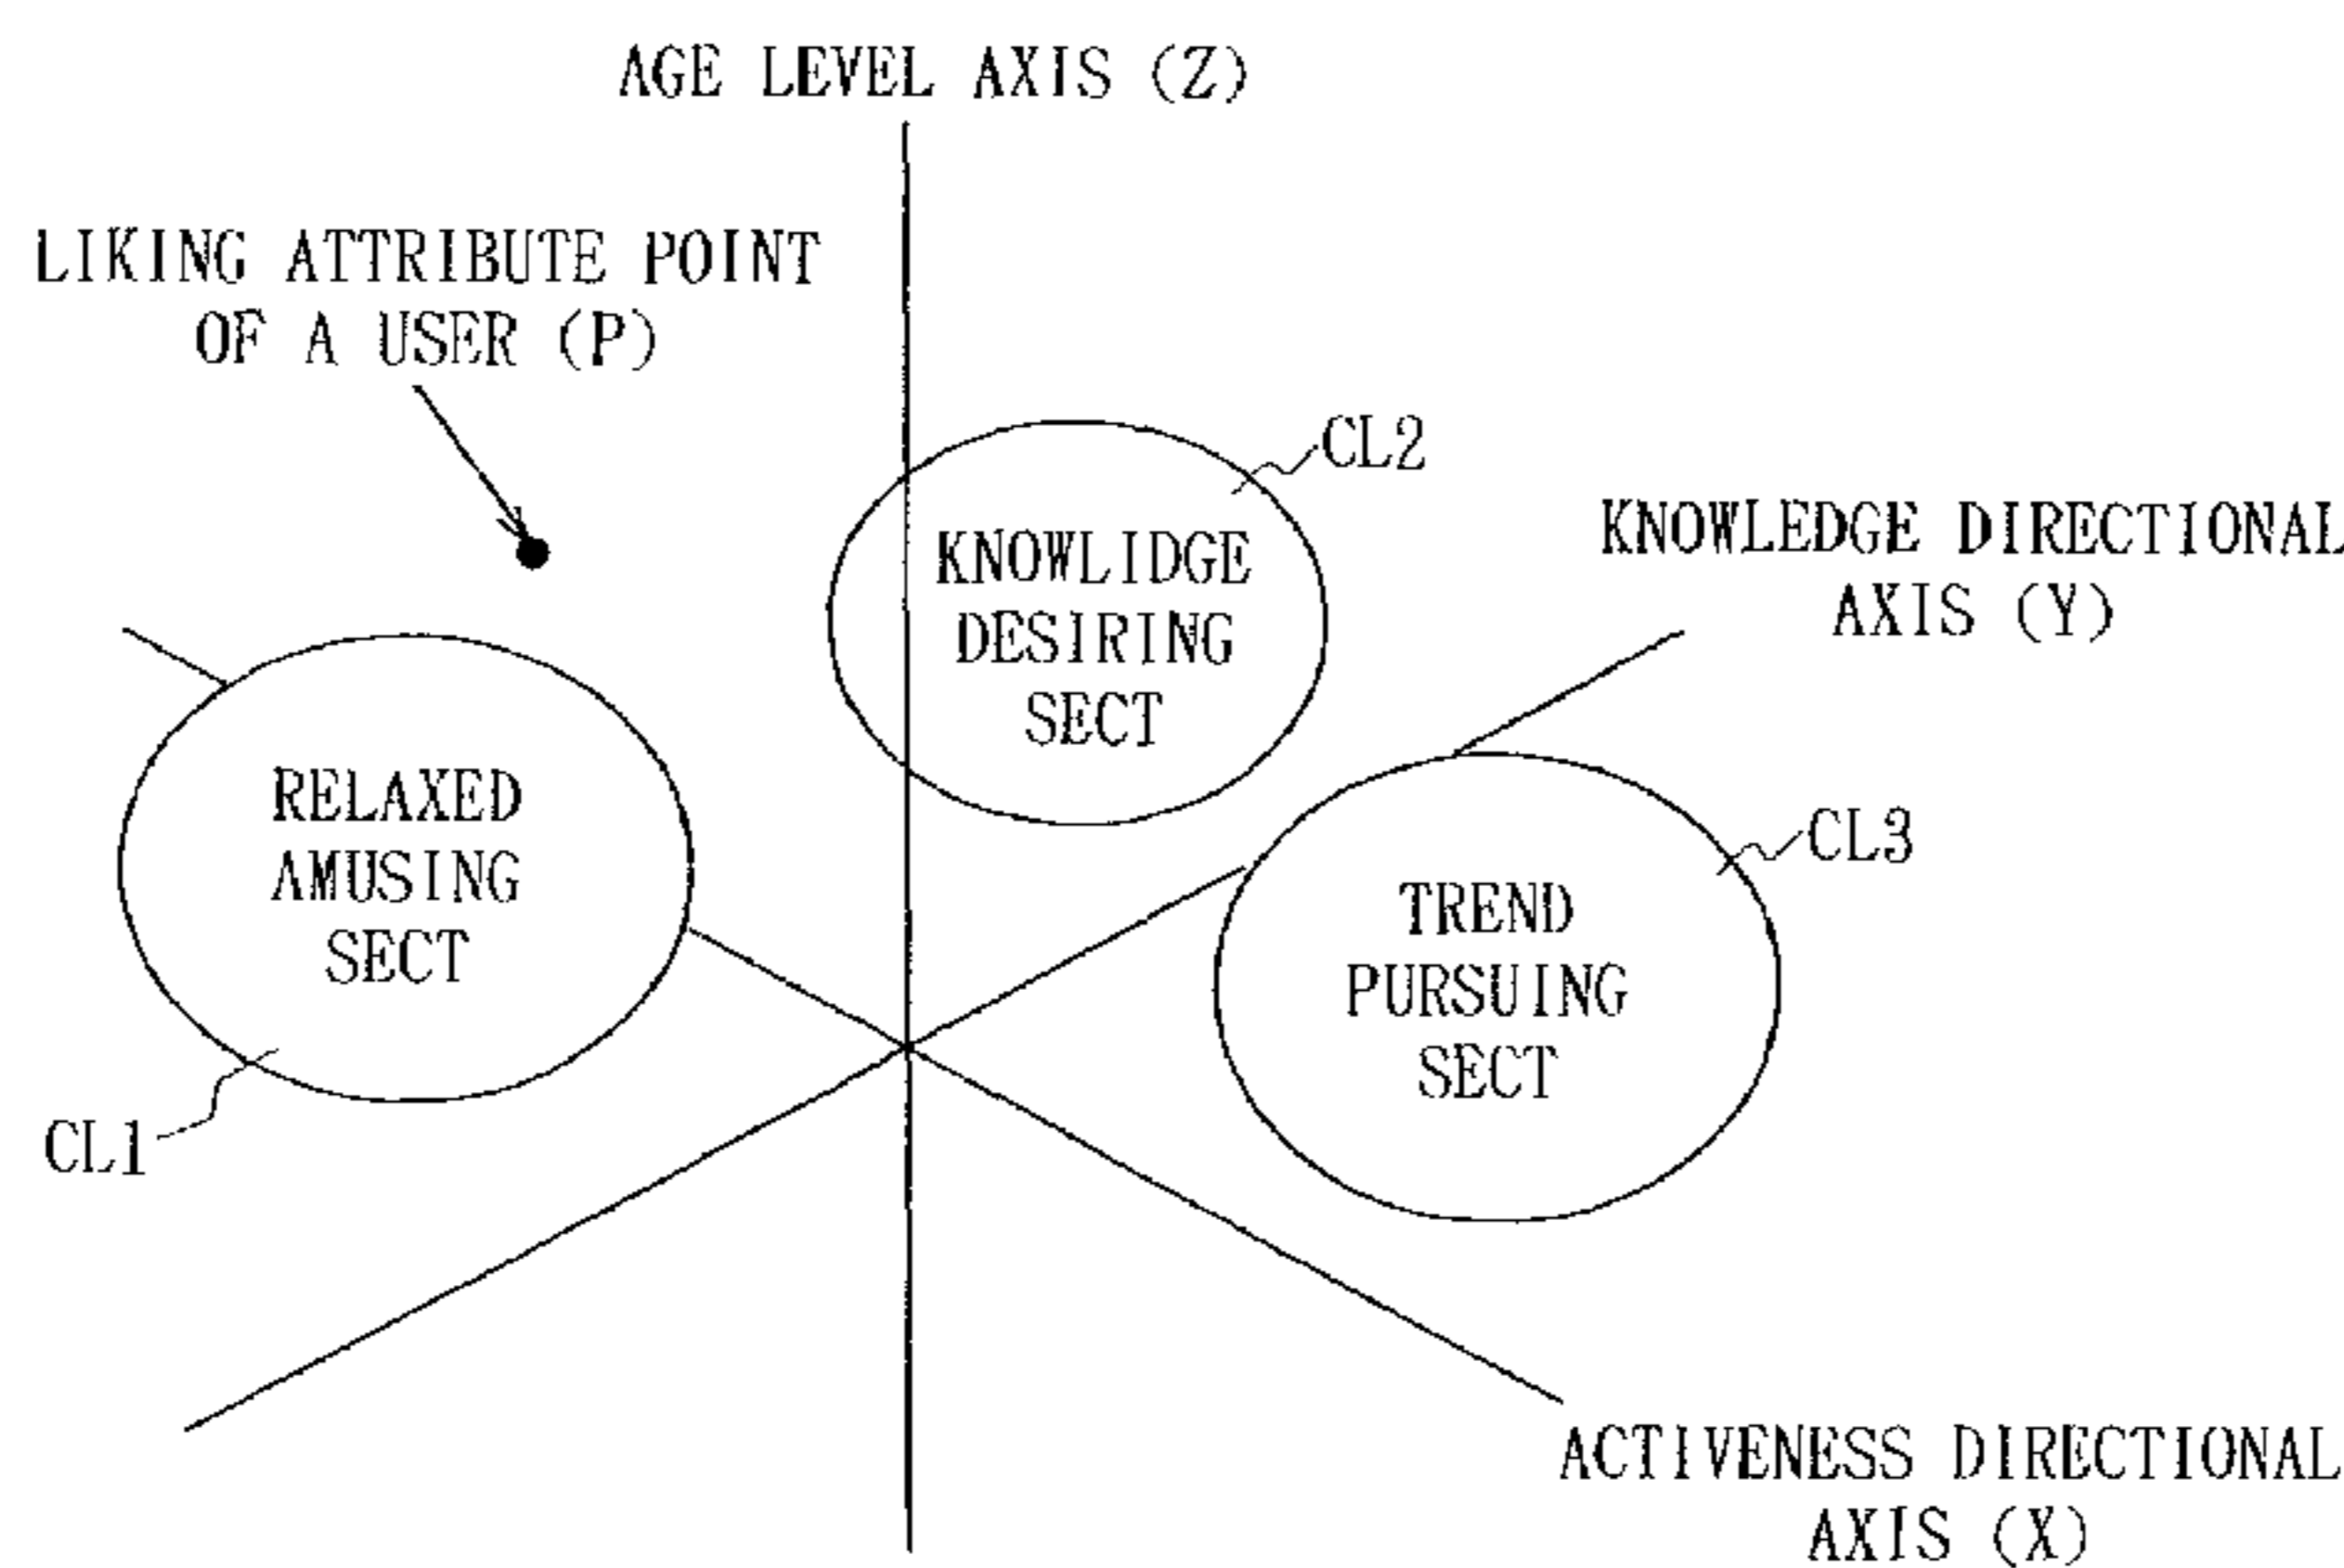 AGE LEVEL AXIS (Z)
LIKING ATTRIBUTE POINT
OF A USER (P)
CL2
KNOWLIDGE
DESIRING
SECT
KNOWLEDGE DIRECTIONAL
AXIS (Y)
RELAXED
AMUSING
SECT
CL3
TREND
PURSUING
SECT
CL1
ACTIVENESS DIRECTIONAL
AXIS (X)